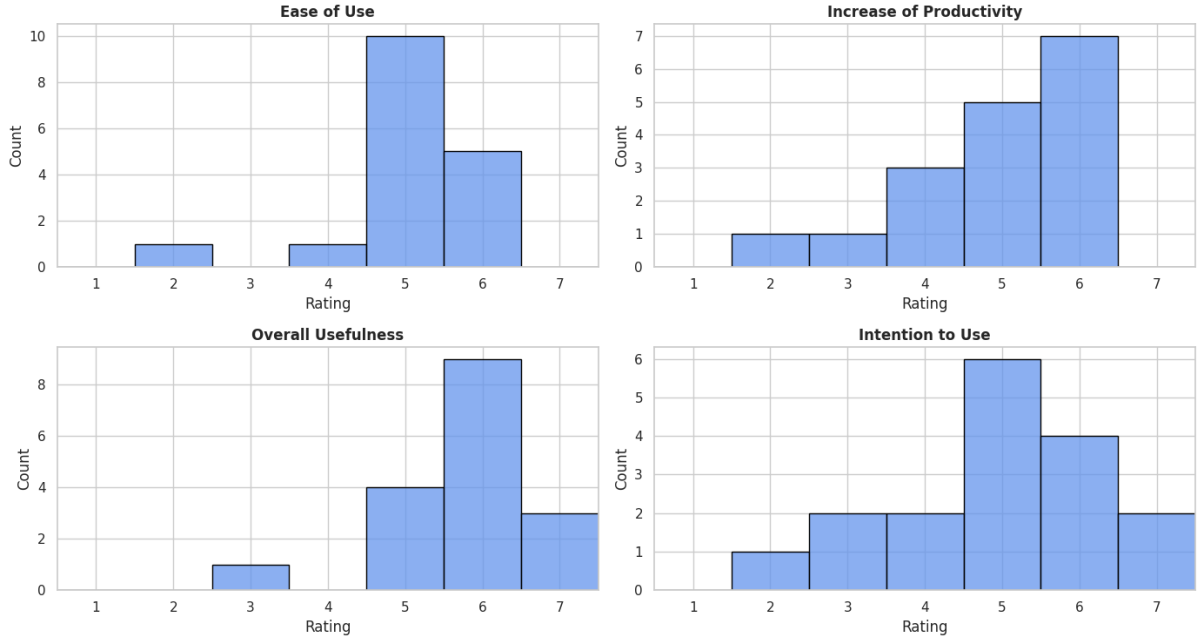 Ease of Use
10
8
6
4
2
0
Count
1 2 3 4 5 6 7
Rating
Increase of Productivity
7
6
5
4
3
2
1
0
Count
1 2 3 4 5 6 7
Rating
Overall Usefulness
8
6
4
2
0
Count
1 2 3 4 5 6 7
Rating
Intention to Use
6
5
4
3
2
1
0
Count
1 2 3 4 5 6 7
Rating